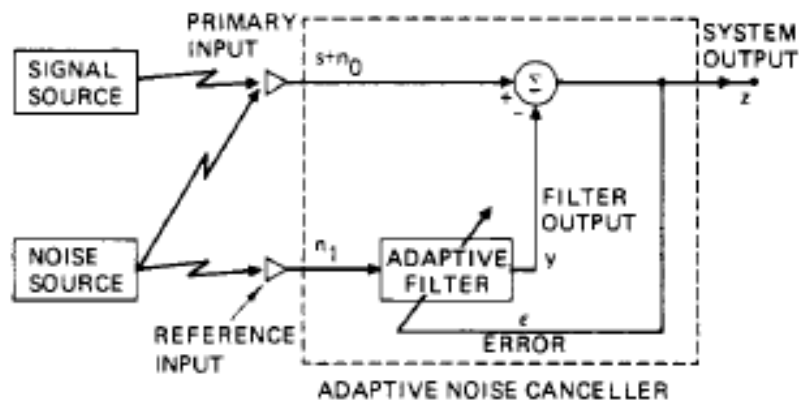 PRIMARY
INPUT
SIGNAL
SOURCE
s+n0
Σ
+
-
SYSTEM
OUTPUT
z
FILTER
OUTPUT
NOISE
SOURCE
n1
ADAPTIVE
FILTER
y
REFERENCE
INPUT
ϵ
ERROR
ADAPTIVE NOISE CANCELLER